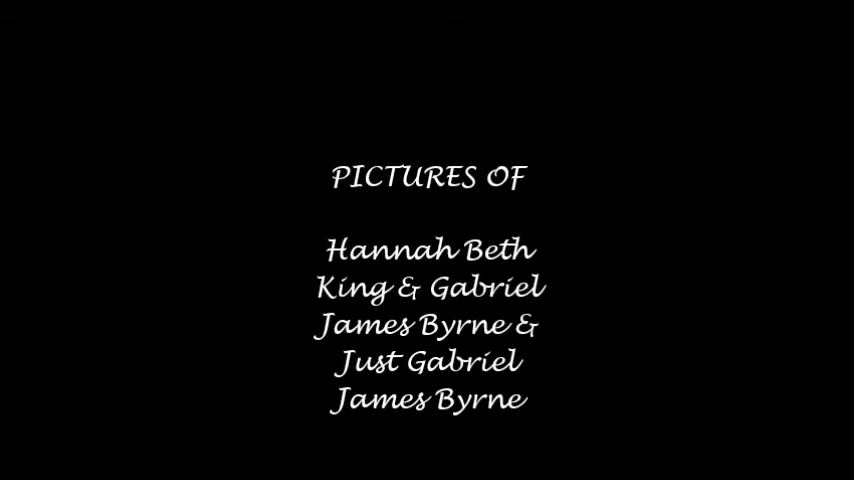 PICTURES OF
Hannah Beth
King & Gabriel
James Byrne &
Just Gabriel
James Byrne